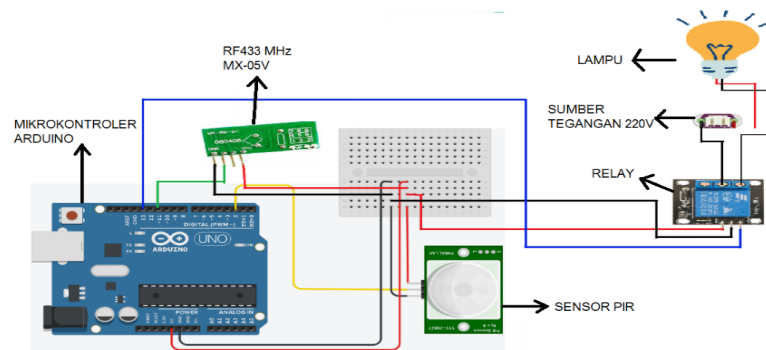 RF433 MHz
MX-05V
LAMPU
MIKROKONTROLER
ARDUINO
SUMBER
TEGANGAN 220V
RELAY
DIGITAL (PWM ~)
UNO
ARDUINO
POWER
ANALOG IN
SENSOR PIR